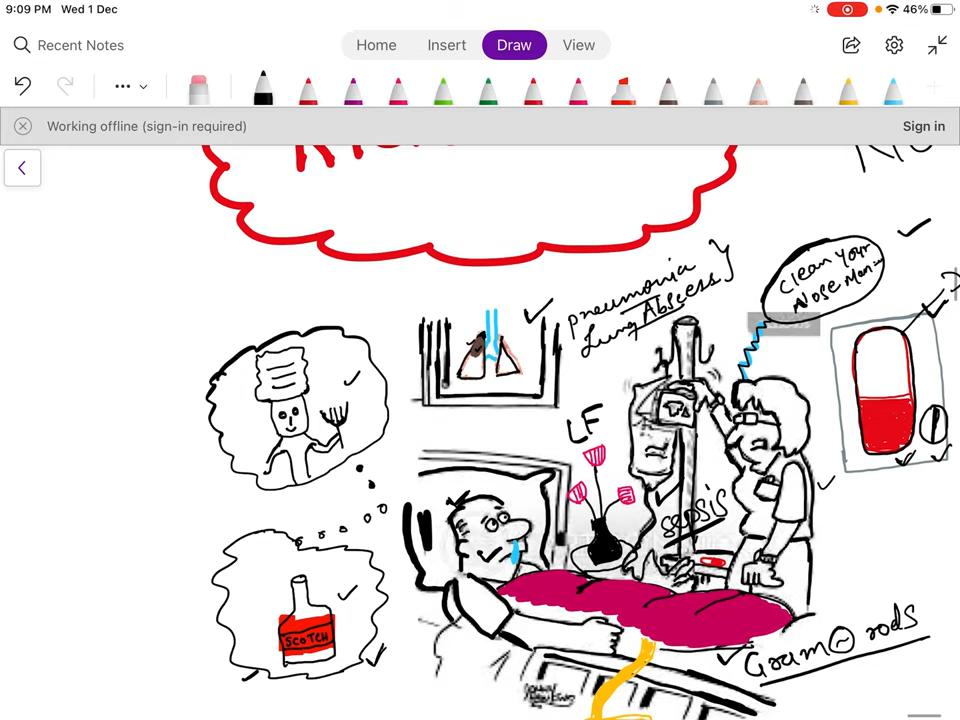 9:09 PM Wed 1 Dec
46%
Recent Notes
Home Insert Draw View
Working offline (sign-in required)
Sign in
Clean Your
Nose Man
pneumonia
Lung Abscess
LF
sepsis
SCOTCH
Gram - rods